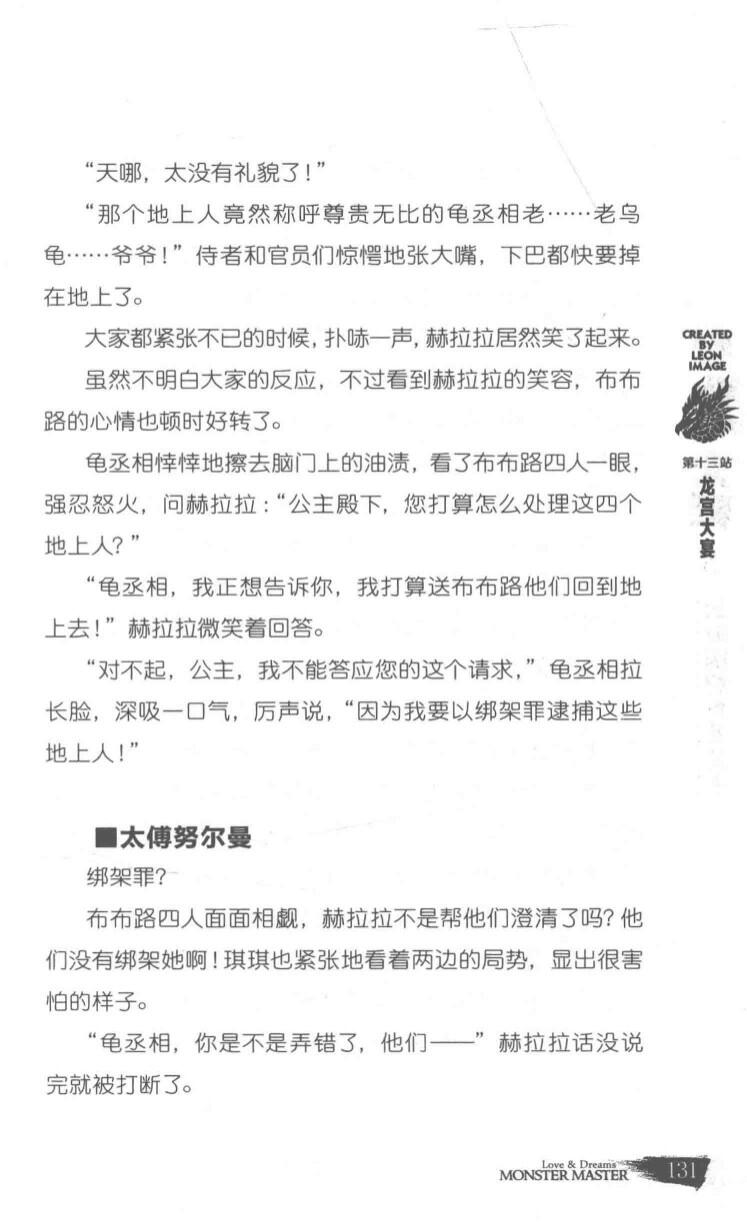 “天哪，太没有礼貌了！”
“那个地上人竟然称呼尊贵无比的龟丞相老……老乌
龟……爷爷！”侍者和官员们惊愕地张大嘴，下巴都快要掉
在地上了。
大家都紧张不已的时候，扑哧一声，赫拉拉居然笑了起来。
虽然不明白大家的反应，不过看到赫拉拉的笑容，布布
路的心情也顿时好转了。
龟丞相悻悻地擦去脑门上的油渍，看了布布路四人一眼，
强忍怒火，问赫拉拉：“公主殿下，您打算怎么处理这四个
地上人？”
“龟丞相，我正想告诉你，我打算送布布路他们回到地
上去！”赫拉拉微笑着回答。
“对不起，公主，我不能答应您的这个请求，”龟丞相拉
长脸，深吸一口气，厉声说，“因为我要以绑架罪逮捕这些
地上人！”
■太傅努尔曼
绑架罪？
布布路四人面面相觑，赫拉拉不是帮他们澄清了吗？他
们没有绑架她啊！琪琪也紧张地看着两边的局势，显出很害
怕的样子。
“龟丞相，你是不是弄错了，他们——”赫拉拉话没说
完就被打断了。
CREATED
BY
LEON
IMAGE
第十三站
龙宫大宴
Love & Dreams
MONSTER MASTER
131